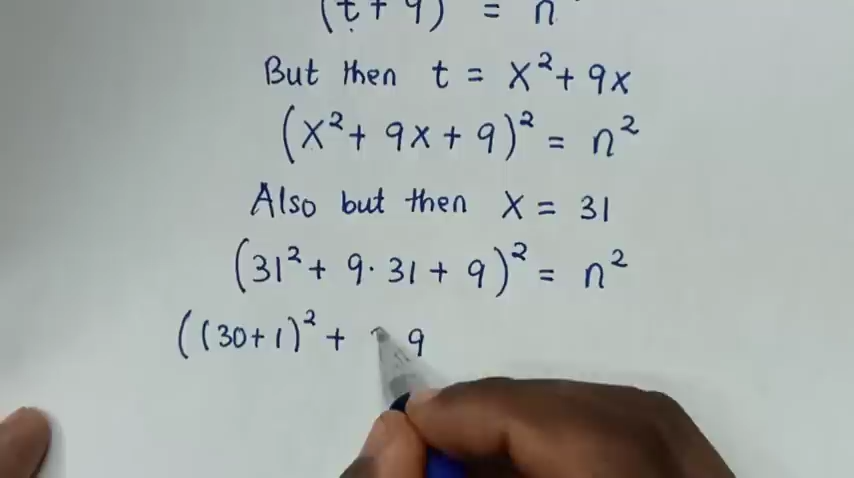 (t + 9) = n
But then t = x² + 9x
(x² + 9x + 9)² = n²
Also but then x = 31
(31² + 9·31 + 9)² = n²
((30+1)² + 9